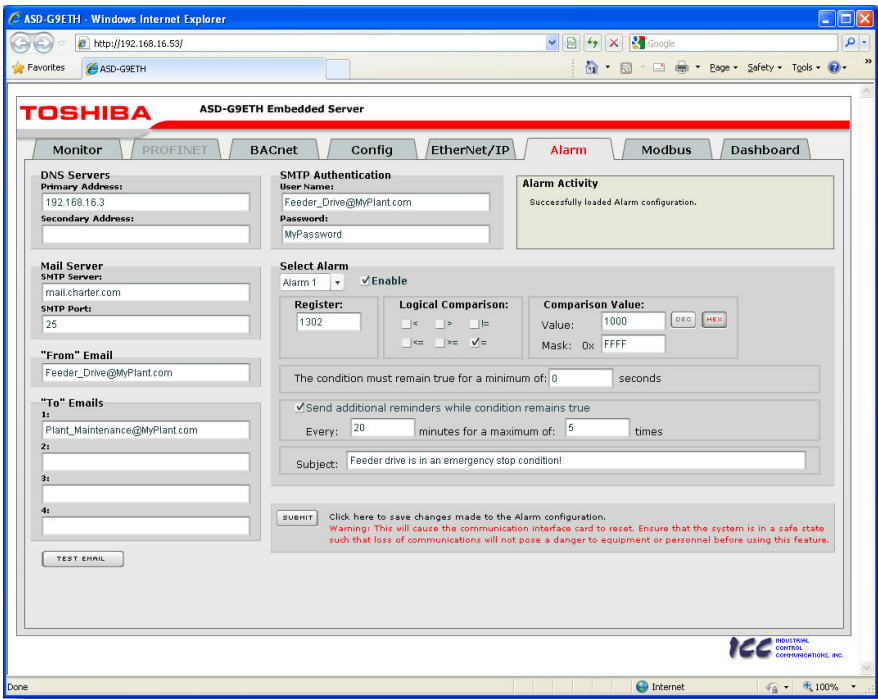 ASD-G9ETH - Windows Internet Explorer
http://192.168.16.53/
Google
Favorites
ASD-G9ETH
Page
Safety
Tools
TOSHIBA
ASD-G9ETH Embedded Server
Monitor
PROFINET
BACnet
Config
EtherNet/IP
Alarm
Modbus
Dashboard
DNS Servers
Primary Address:
192.168.16.3
Secondary Address:
SMTP Authentication
User Name:
Feeder_Drive@MyPlant.com
Password:
MyPassword
Alarm Activity
Successfully loaded Alarm configuration.
Mail Server
SMTP Server:
mail.charter.com
SMTP Port:
25
"From" Email
Feeder_Drive@MyPlant.com
"To" Emails
1:
Plant_Maintenance@MyPlant.com
2:
3:
4:
TEST EMAIL
Select Alarm
Alarm 1
Enable
Register:
1302
Logical Comparison:
< > !=
<= >= =
Comparison Value:
Value: 1000 DEC HEX
Mask: 0x FFFF
The condition must remain true for a minimum of: 0 seconds
Send additional reminders while condition remains true
Every: 20 minutes for a maximum of: 5 times
Subject: Feeder drive is in an emergency stop condition!
SUBMIT
Click here to save changes made to the Alarm configuration.
Warning: This will cause the communication interface card to reset. Ensure that the system is in a safe state
such that loss of communications will not pose a danger to equipment or personnel before using this feature.
ICC INDUSTRIAL
CONTROL
COMMUNICATIONS, INC.
Done
Internet
100%